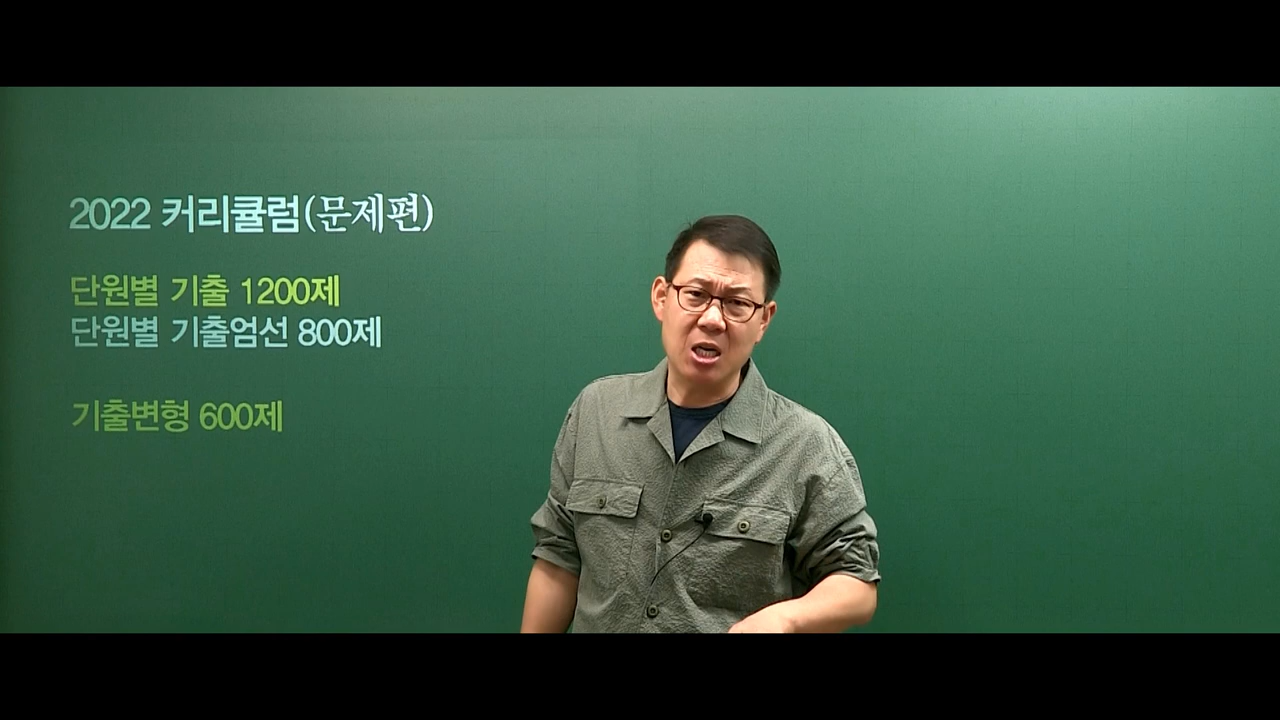 2022 커리큘럼(문제편)
단원별 기출 1200제
단원별 기출엄선 800제
기출변형 600제